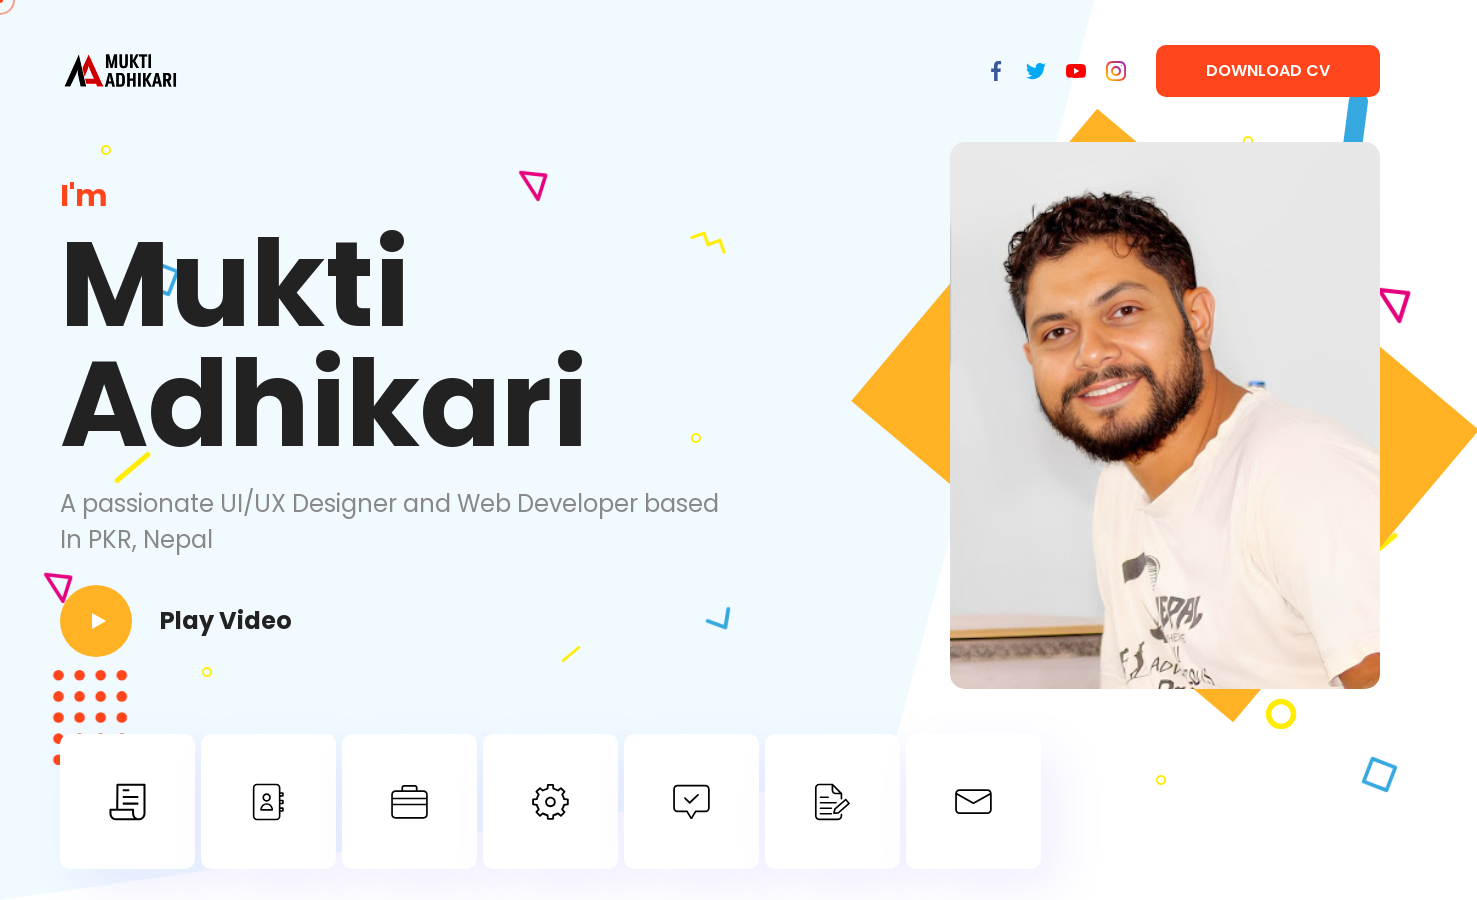 MUKTI
ADHIKARI
DOWNLOAD CV
I'm
Mukti
Adhikari
A passionate UI/UX Designer and Web Developer based
In PKR, Nepal
Play Video
NEPAL